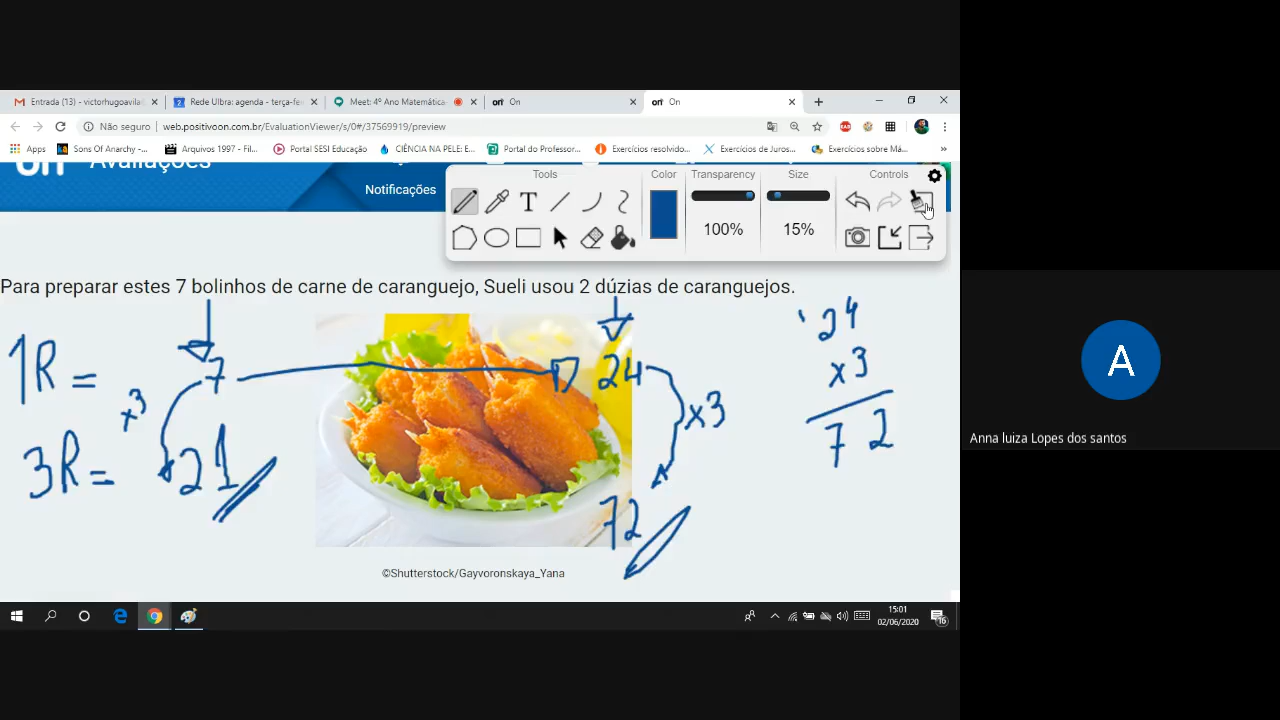 Entrada (13) - victorhugoavila
Rede Ulbra: agenda - terça-fei
Meet: 4º Ano Matemática
On
On
Não seguro
web.positivoon.com.br/EvaluationViewer/s/0#/37569919/preview
Apps
Sons Of Anarchy -...
Arquivos 1997 - Fil...
Portal SESI Educação
CIÊNCIA NA PELE: E...
Portal do Professor...
Exercícios resolvido...
Exercícios de Juros...
Exercícios sobre Má...
»
on
Avaliações
Notificações
Tools
Color
Transparency
Size
Controls
T
100%
15%
Para preparar estes 7 bolinhos de carne de caranguejo, Sueli usou 2 dúzias de caranguejos.
1R = 7 24
x3 x3
3R = 21 72
24
x3
72
©Shutterstock/Gayvoronskaya_Yana
A
Anna luiza Lopes dos santos
15:01
02/06/2020
16